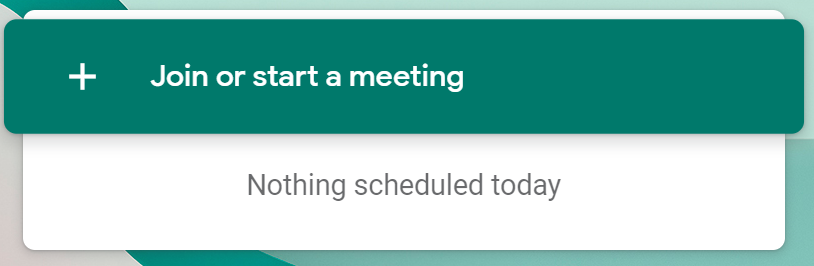 Join or start a meeting
Nothing scheduled today